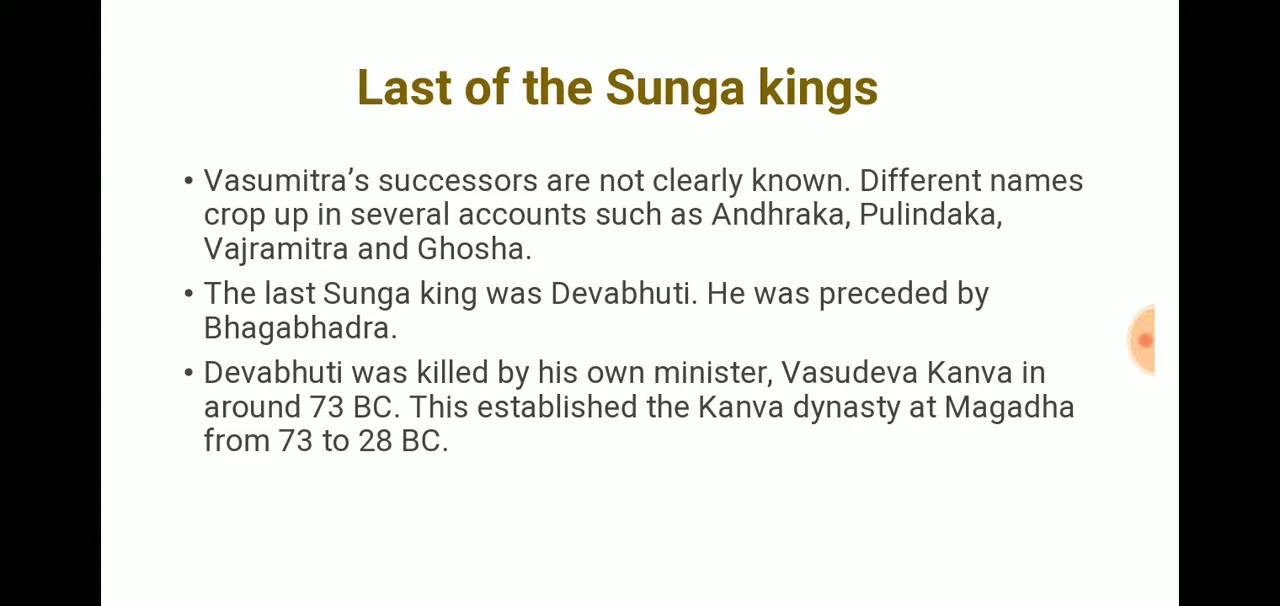 Last of the Sunga kings
• Vasumitra’s successors are not clearly known. Different names
crop up in several accounts such as Andhraka, Pulindaka,
Vajramitra and Ghosha.
• The last Sunga king was Devabhuti. He was preceded by
Bhagabhadra.
• Devabhuti was killed by his own minister, Vasudeva Kanva in
around 73 BC. This established the Kanva dynasty at Magadha
from 73 to 28 BC.